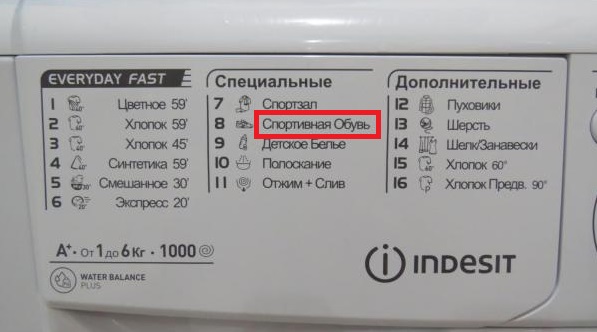 EVERYDAY FAST
1 Цветное 59'
2 Хлопок 59'
3 Хлопок 45'
4 Синтетика 59'
5 Смешанное 30'
6 Экспресс 20'
Специальные
7 Спортзал
8 Спортивная Обувь
9 Детское Белье
10 Полоскание
11 Отжим + Слив
Дополнительные
12 Пуховики
13 Шерсть
14 Шелк/Занавески
15 Хлопок 60°
16 Хлопок Предв. 90°
A+ • От 1 до 6 Кг • 1000
WATER BALANCE
PLUS
INDESIT